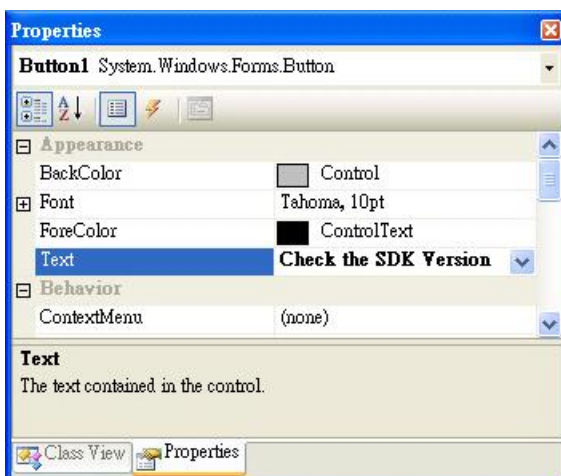 Properties
Button1 System.Windows.Forms.Button
A Z
Appearance
BackColor Control
Font Tahoma, 10pt
ForeColor ControlText
Text Check the SDK Version
Behavior
ContextMenu (none)
Text
The text contained in the control.
Class View Properties